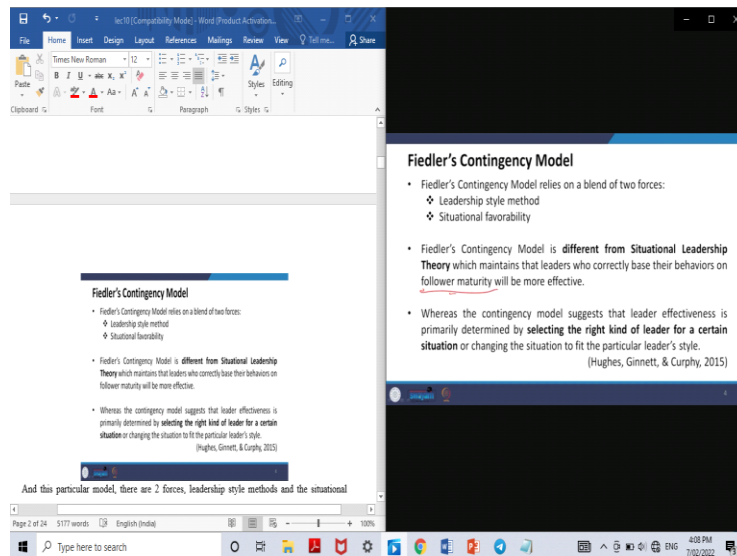 lec10 [Compatibility Mode] - Word (Product Activation...
File Home Insert Design Layout References Mailings Review View Tell me... Share
Times New Roman 12
Paste
B I U abc x₂ x²
Styles Editing
Clipboard Font Paragraph Styles
Fiedler's Contingency Model
• Fiedler's Contingency Model relies on a blend of two forces:
❖ Leadership style method
❖ Situational favorability
• Fiedler's Contingency Model is different from Situational Leadership
Theory which maintains that leaders who correctly base their behaviors on
follower maturity will be more effective.
• Whereas the contingency model suggests that leader effectiveness is
primarily determined by selecting the right kind of leader for a certain
situation or changing the situation to fit the particular leader's style.
(Hughes, Ginnett, & Curphy, 2015)
And this particular model, there are 2 forces, leadership style methods and the situational
Page 2 of 24 5177 words English (India) 100%
Fiedler's Contingency Model
• Fiedler's Contingency Model relies on a blend of two forces:
❖ Leadership style method
❖ Situational favorability
• Fiedler's Contingency Model is different from Situational Leadership
Theory which maintains that leaders who correctly base their behaviors on
follower maturity will be more effective.
• Whereas the contingency model suggests that leader effectiveness is
primarily determined by selecting the right kind of leader for a certain
situation or changing the situation to fit the particular leader's style.
(Hughes, Ginnett, & Curphy, 2015)
4
Type here to search
ENG
4:08 PM
7/02/2022